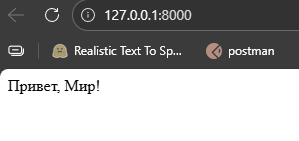 127.0.0.1:8000
Realistic Text To Sp...
postman
Привет, Мир!